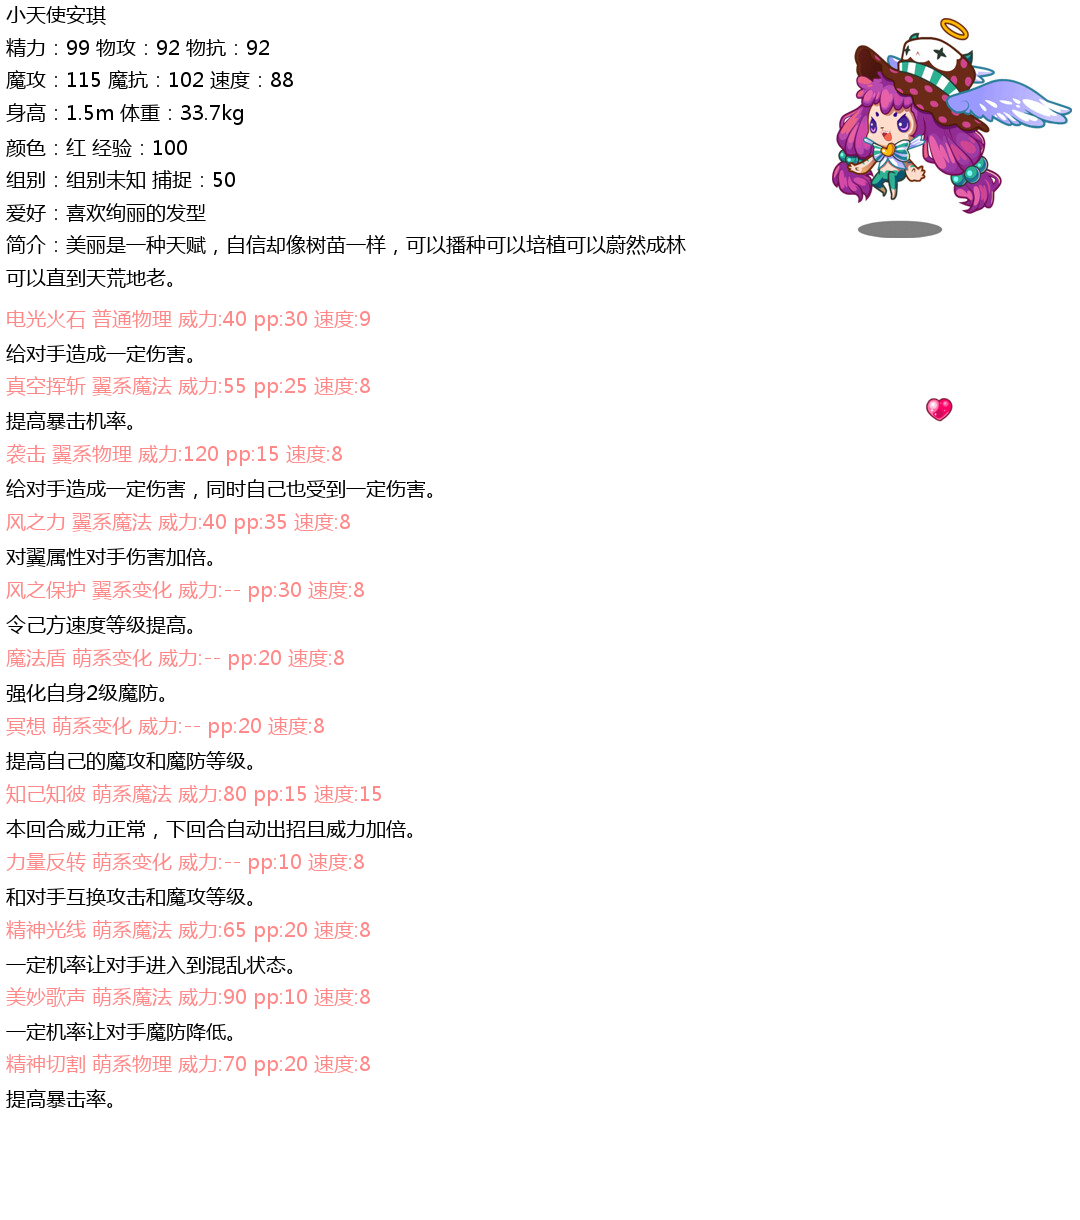 小天使安琪
精力：99 物攻：92 物抗：92
魔攻：115 魔抗：102 速度：88
身高：1.5m 体重：33.7kg
颜色：红 经验：100
组别：组别未知 捕捉：50
爱好：喜欢绚丽的发型
简介：美丽是一种天赋，自信却像树苗一样，可以播种可以培植可以蔚然成林
可以直到天荒地老。
电光火石 普通物理 威力:40 pp:30 速度:9
给对手造成一定伤害。
真空挥斩 翼系魔法 威力:55 pp:25 速度:8
提高暴击机率。
袭击 翼系物理 威力:120 pp:15 速度:8
给对手造成一定伤害，同时自己也受到一定伤害。
风之力 翼系魔法 威力:40 pp:35 速度:8
对翼属性对手伤害加倍。
风之保护 翼系变化 威力:-- pp:30 速度:8
令己方速度等级提高。
魔法盾 萌系变化 威力:-- pp:20 速度:8
强化自身2级魔防。
冥想 萌系变化 威力:-- pp:20 速度:8
提高自己的魔攻和魔防等级。
知己知彼 萌系魔法 威力:80 pp:15 速度:15
本回合威力正常，下回合自动出招且威力加倍。
力量反转 萌系变化 威力:-- pp:10 速度:8
和对手互换攻击和魔攻等级。
精神光线 萌系魔法 威力:65 pp:20 速度:8
一定机率让对手进入到混乱状态。
美妙歌声 萌系魔法 威力:90 pp:10 速度:8
一定机率让对手魔防降低。
精神切割 萌系物理 威力:70 pp:20 速度:8
提高暴击率。